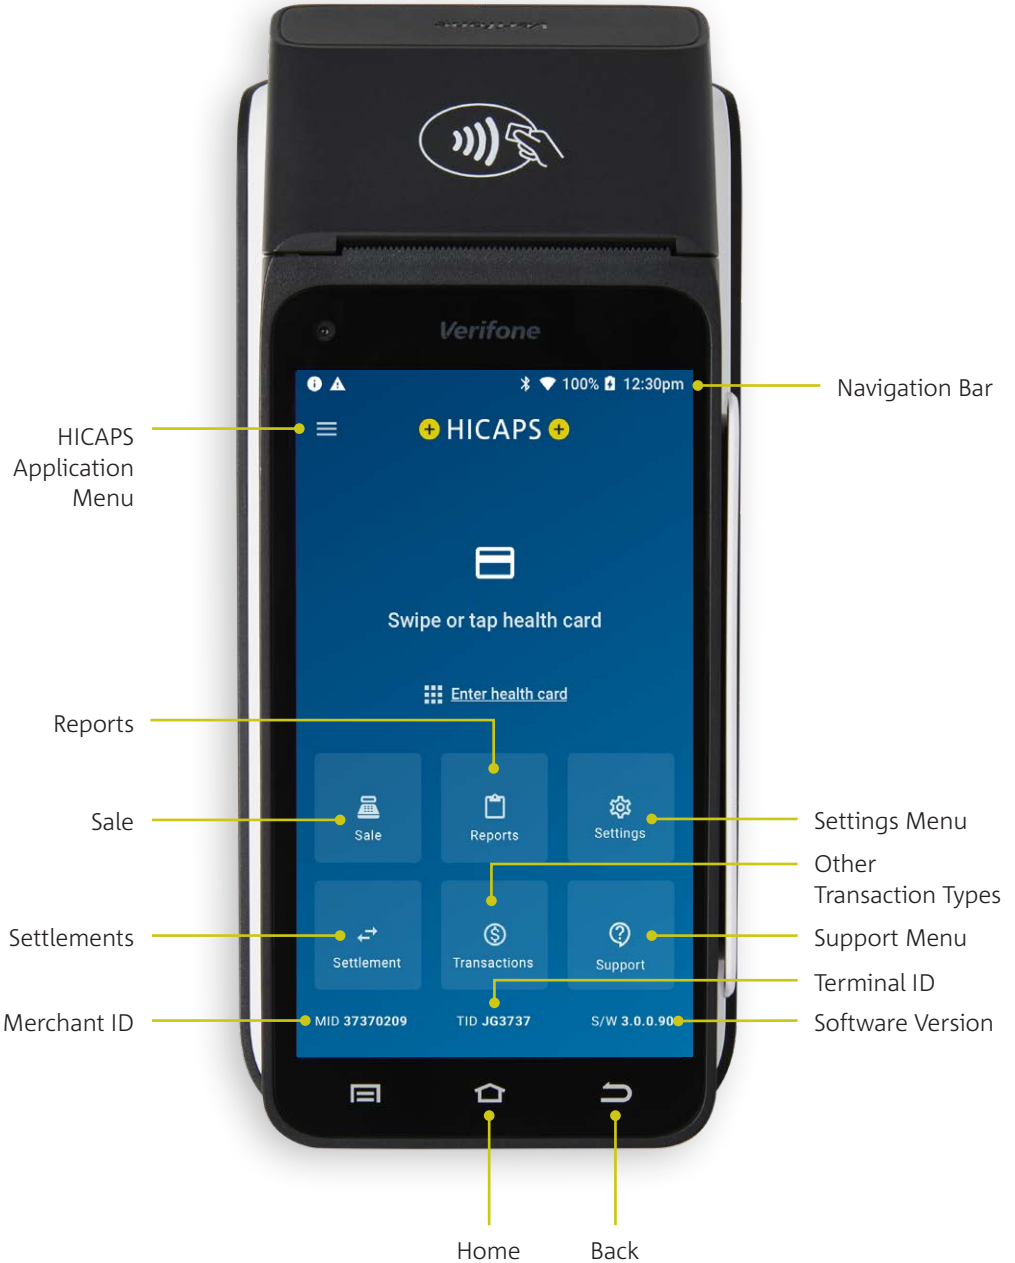 Verifone
Verifone
100% 12:30pm
Navigation Bar
HICAPS
HICAPS
Application
Menu
Swipe or tap health card
Enter health card
Reports
Sale
Reports
Settings
Sale
Settings Menu
Other
Transaction Types
Settlement
Transactions
Support
Settlements
Support Menu
Terminal ID
Merchant ID
MID 37370209
TID JG3737
S/W 3.0.0.90
Software Version
Home
Back